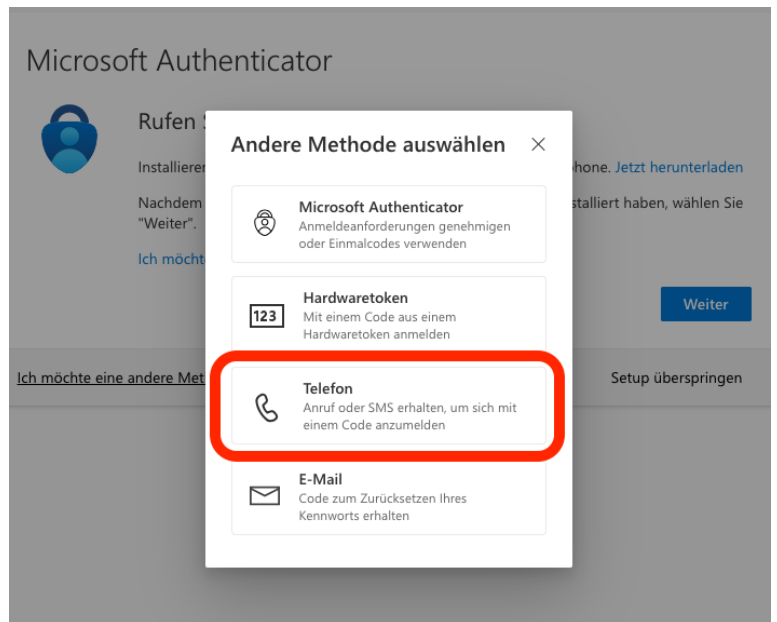 Microsoft Authenticator
Rufen
Andere Methode auswählen
Installieren
hone. Jetzt herunterladen
Microsoft Authenticator
Nachdem
stalliert haben, wählen Sie
Anmeldeanforderungen genehmigen
"Weiter".
oder Einmalcodes verwenden
Ich möchte
Hardwaretoken
Weiter
123
Mit einem Code aus einem
Hardwaretoken anmelden
Ich möchte eine andere Met
Setup überspringen
Telefon
Anruf oder SMS erhalten, um sich mit
einem Code anzumelden
E-Mail
Code zum Zurücksetzen Ihres
Kennworts erhalten